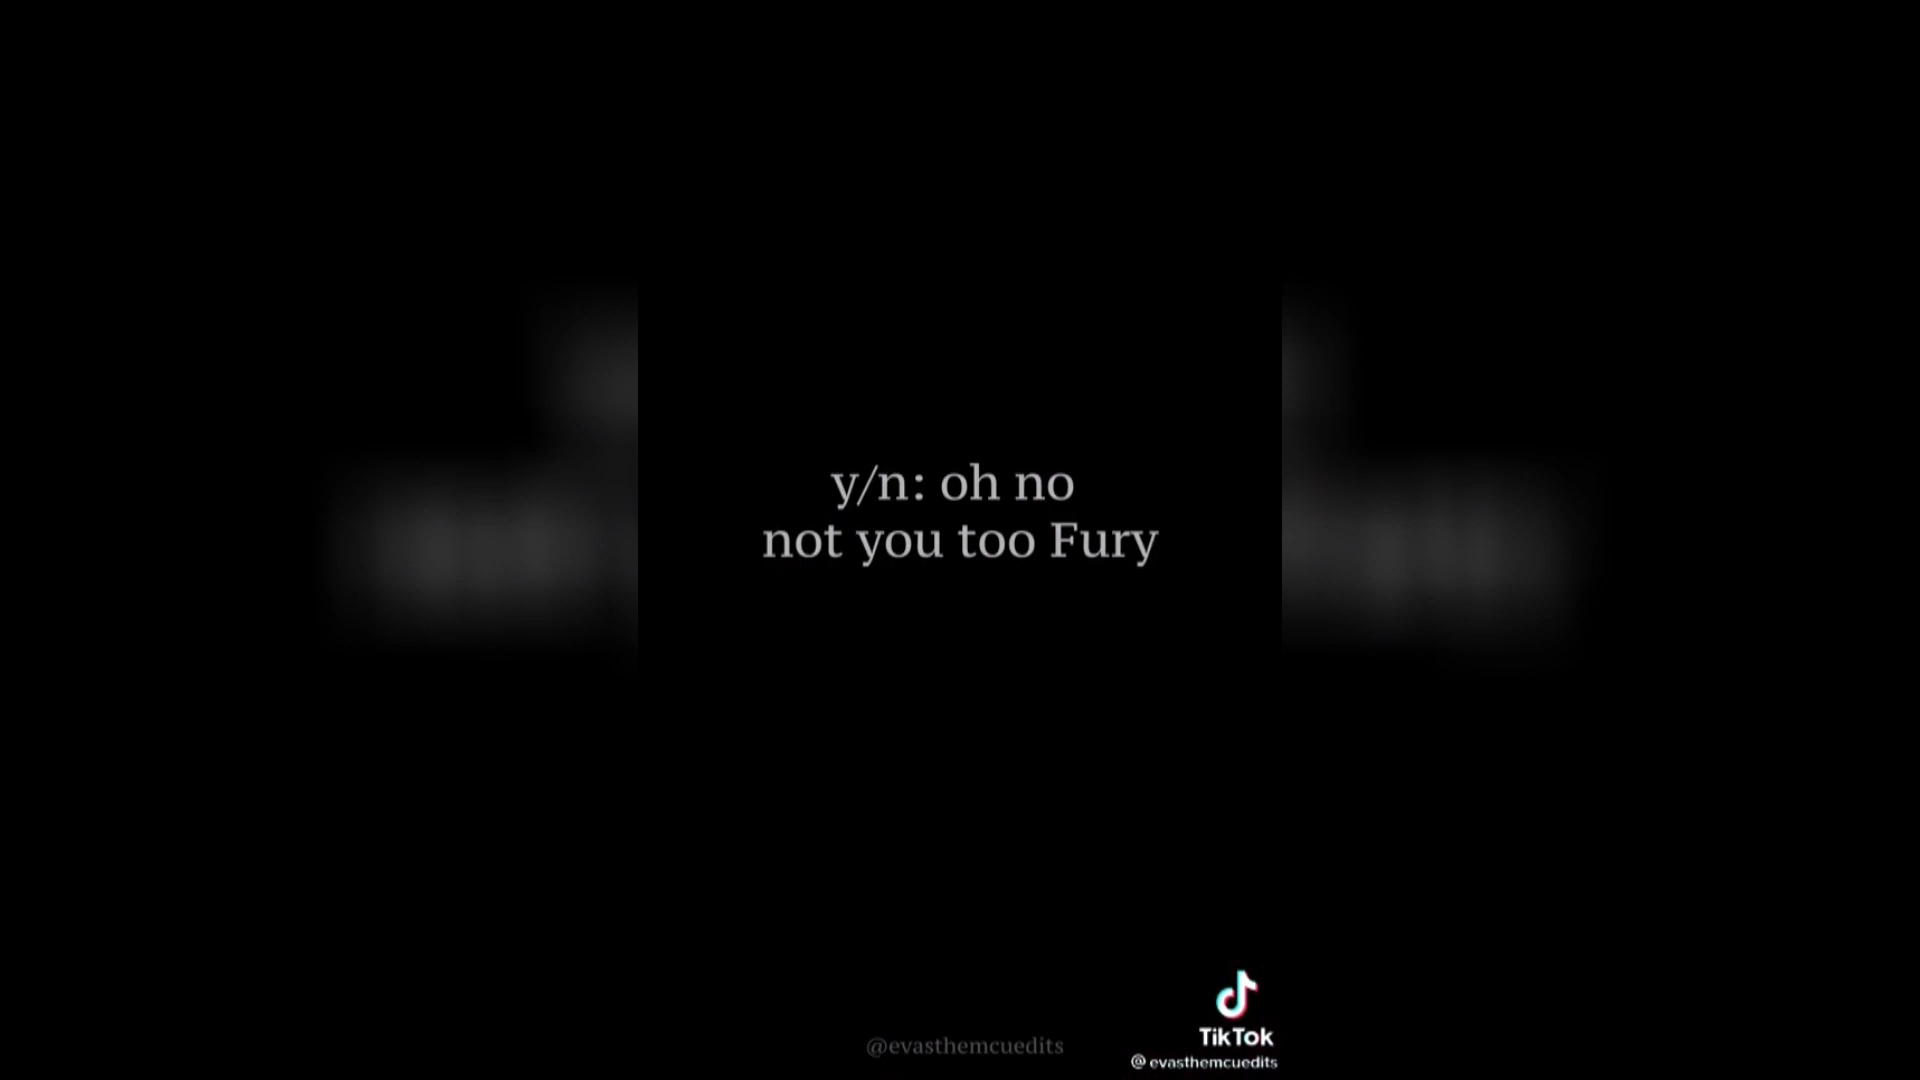 y/n: oh no
not you too Fury
@evasthemcuedits
TikTok
@evasthemcuedits